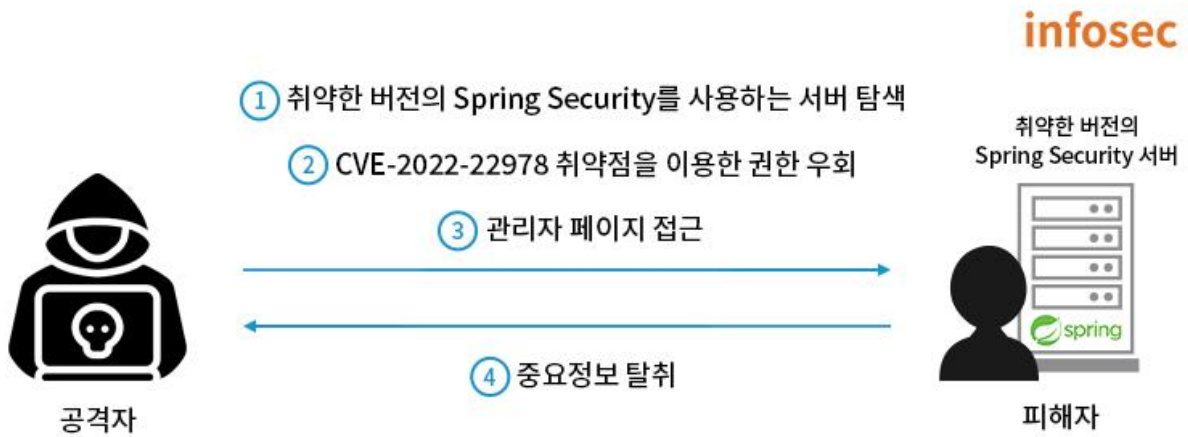 infosec
① 취약한 버전의 Spring Security를 사용하는 서버 탐색
② CVE-2022-22978 취약점을 이용한 권한 우회
③ 관리자 페이지 접근
취약한 버전의
Spring Security 서버
spring
④ 중요정보 탈취
공격자
피해자